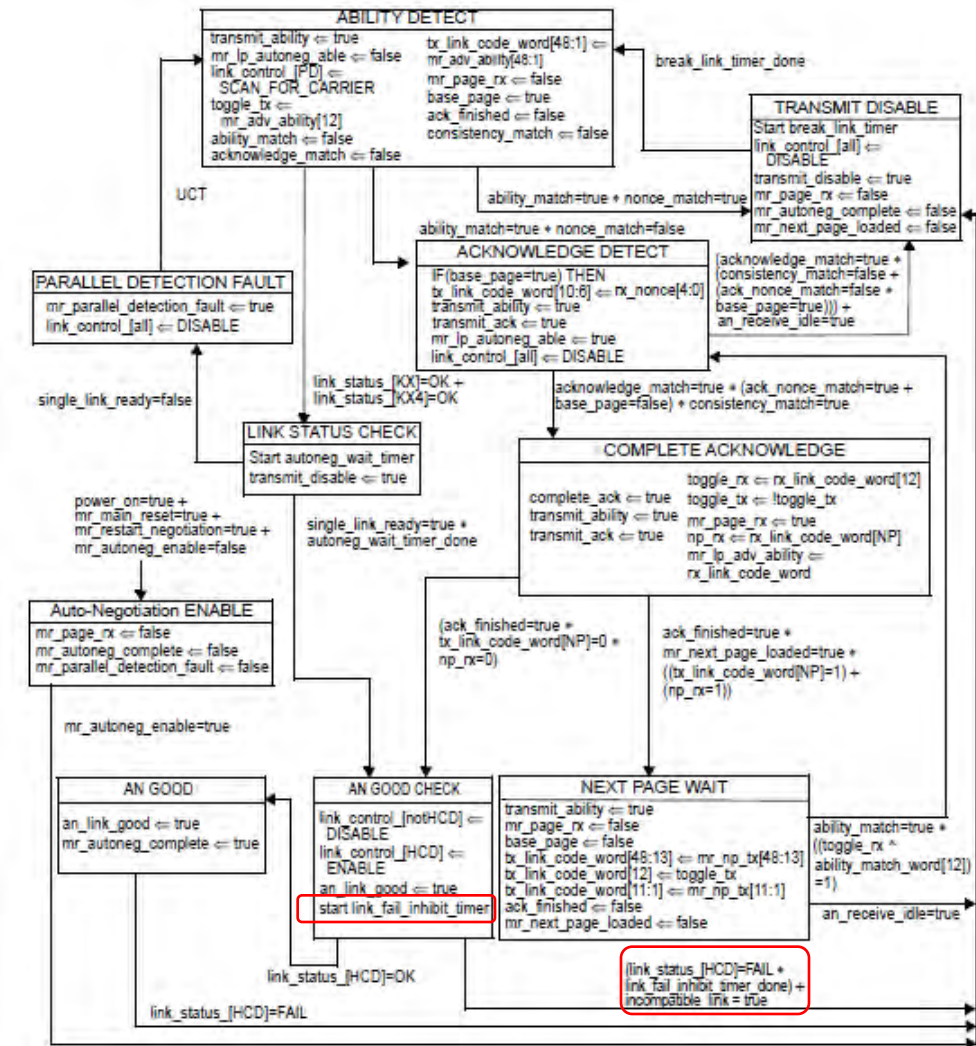 ABILITY DETECT
transmit_ability ⇐ true
mr_lp_autoneg_able ⇐ false
link_control_[PD] ⇐
SCAN_FOR_CARRIER
toggle_tx ⇐
mr_adv_ability[12]
ability_match ⇐ false
acknowledge_match ⇐ false
tx_link_code_word[48:1] ⇐
mr_adv_ability[48:1]
mr_page_rx ⇐ false
base_page ⇐ true
ack_finished ⇐ false
consistency_match ⇐ false
break_link_timer_done
TRANSMIT DISABLE
Start break_link_timer
link_control_[all] ⇐
DISABLE
transmit_disable ⇐ true
mr_page_rx ⇐ false
mr_autoneg_complete ⇐ false
mr_next_page_loaded ⇐ false
UCT
ability_match=true * nonce_match=true
ability_match=true * nonce_match=false
ACKNOWLEDGE DETECT
IF(base_page=true) THEN
tx_link_code_word[10:6] ⇐ rx_nonce[4:0]
transmit_ability ⇐ true
transmit_ack ⇐ true
mr_lp_autoneg_able ⇐ true
link_control_[all] ⇐ DISABLE
(acknowledge_match=true *
(consistency_match=false +
(ack_nonce_match=false *
base_page=true))) +
an_receive_idle=true
PARALLEL DETECTION FAULT
mr_parallel_detection_fault ⇐ true
link_control_[all] ⇐ DISABLE
single_link_ready=false
link_status_[KX]=OK +
link_status_[KX4]=OK
acknowledge_match=true * (ack_nonce_match=true +
base_page=false) * consistency_match=true
LINK STATUS CHECK
Start autoneg_wait_timer
transmit_disable ⇐ true
COMPLETE ACKNOWLEDGE
complete_ack ⇐ true
transmit_ability ⇐ true
transmit_ack ⇐ true
toggle_rx ⇐ rx_link_code_word[12]
toggle_tx ⇐ !toggle_tx
mr_page_rx ⇐ true
np_rx ⇐ rx_link_code_word[NP]
mr_lp_adv_ability ⇐
rx_link_code_word
power_on=true +
mr_main_reset=true +
mr_restart_negotiation=true +
mr_autoneg_enable=false
single_link_ready=true *
autoneg_wait_timer_done
Auto-Negotiation ENABLE
mr_page_rx ⇐ false
mr_autoneg_complete ⇐ false
mr_parallel_detection_fault ⇐ false
(ack_finished=true *
tx_link_code_word[NP]=0 *
np_rx=0)
ack_finished=true *
mr_next_page_loaded=true *
((tx_link_code_word[NP]=1) +
(np_rx=1))
mr_autoneg_enable=true
AN GOOD
an_link_good ⇐ true
mr_autoneg_complete ⇐ true
AN GOOD CHECK
link_control_[notHCD] ⇐
DISABLE
link_control_[HCD] ⇐
ENABLE
an_link_good ⇐ true
start link_fail_inhibit_timer
NEXT PAGE WAIT
transmit_ability ⇐ true
mr_page_rx ⇐ false
base_page ⇐ false
tx_link_code_word[48:13] ⇐ mr_np_tx[48:13]
tx_link_code_word[12] ⇐ toggle_tx
tx_link_code_word[11:1] ⇐ mr_np_tx[11:1]
ack_finished ⇐ false
mr_next_page_loaded ⇐ false
ability_match=true *
((toggle_rx ^
ability_match_word[12])
=1)
an_receive_idle=true
link_status_[HCD]=OK
(link_status_[HCD]=FAIL *
link_fail_inhibit_timer_done) +
incompatible_link = true
link_status_[HCD]=FAIL